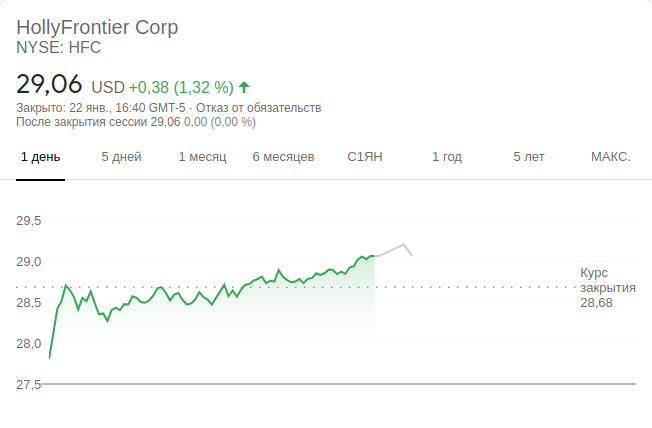 HollyFrontier Corp
NYSE: HFC
29,06 USD +0,38 (1,32 %)
Закрыто: 22 янв., 16:40 GMT-5 · Отказ от обязательств
После закрытия сессии 29,06 0,00 (0,00 %)
1 день 5 дней 1 месяц 6 месяцев С1ЯН 1 год 5 лет МАКС.
29,5
29,0
28,5
28,0
27,5
Курс
закрытия
28,68